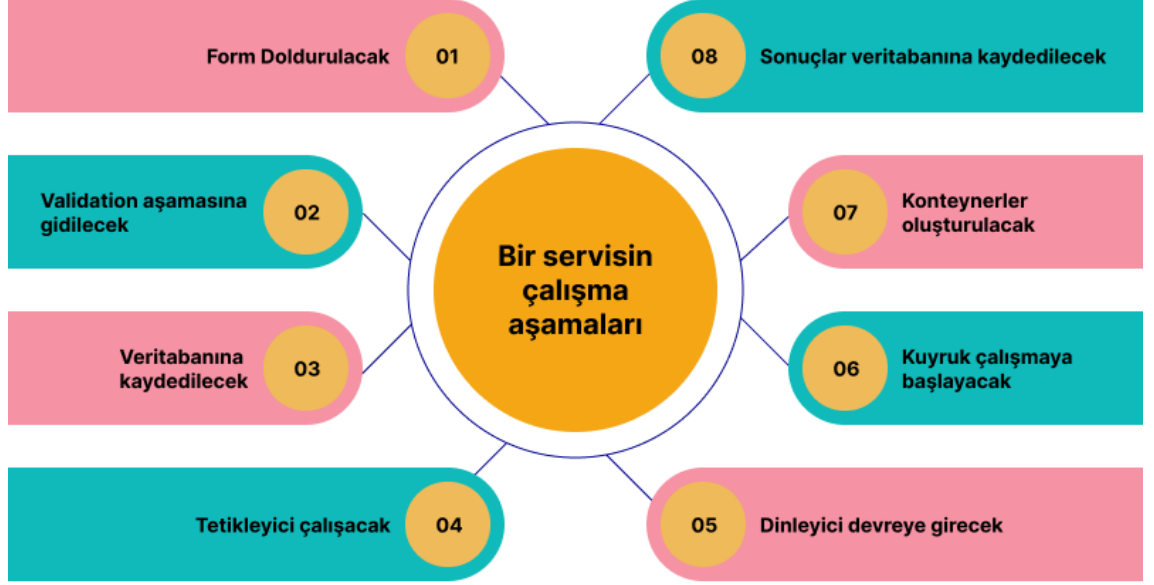 Bir servisin
çalışma
aşamaları
Form Doldurulacak
01
Validation aşamasına
gidilecek
02
Veritabanına
kaydedilecek
03
Tetikleyici çalışacak
04
05
Dinleyici devreye girecek
06
Kuyruk çalışmaya
başlayacak
07
Konteynerler
oluşturulacak
08
Sonuçlar veritabanına kaydedilecek